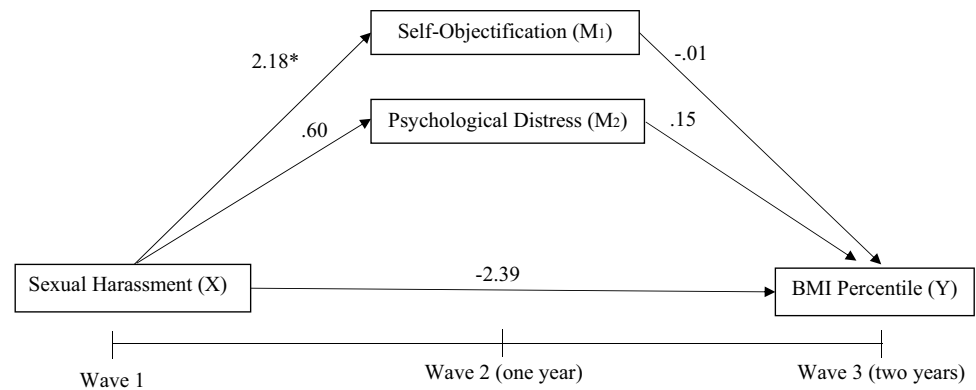 Self-Objectification (M1)
2.18*
-.01
Psychological Distress (M2)
.60
.15
Sexual Harassment (X)
-2.39
BMI Percentile (Y)
Wave 1
Wave 2 (one year)
Wave 3 (two years)